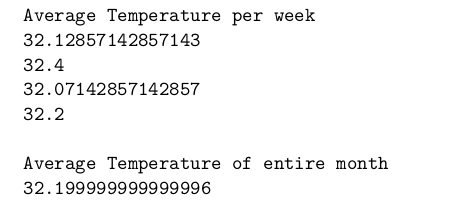 Average Temperature per week
32.12857142857143
32.4
32.07142857142857
32.2
Average Temperature of entire month
32.199999999999996